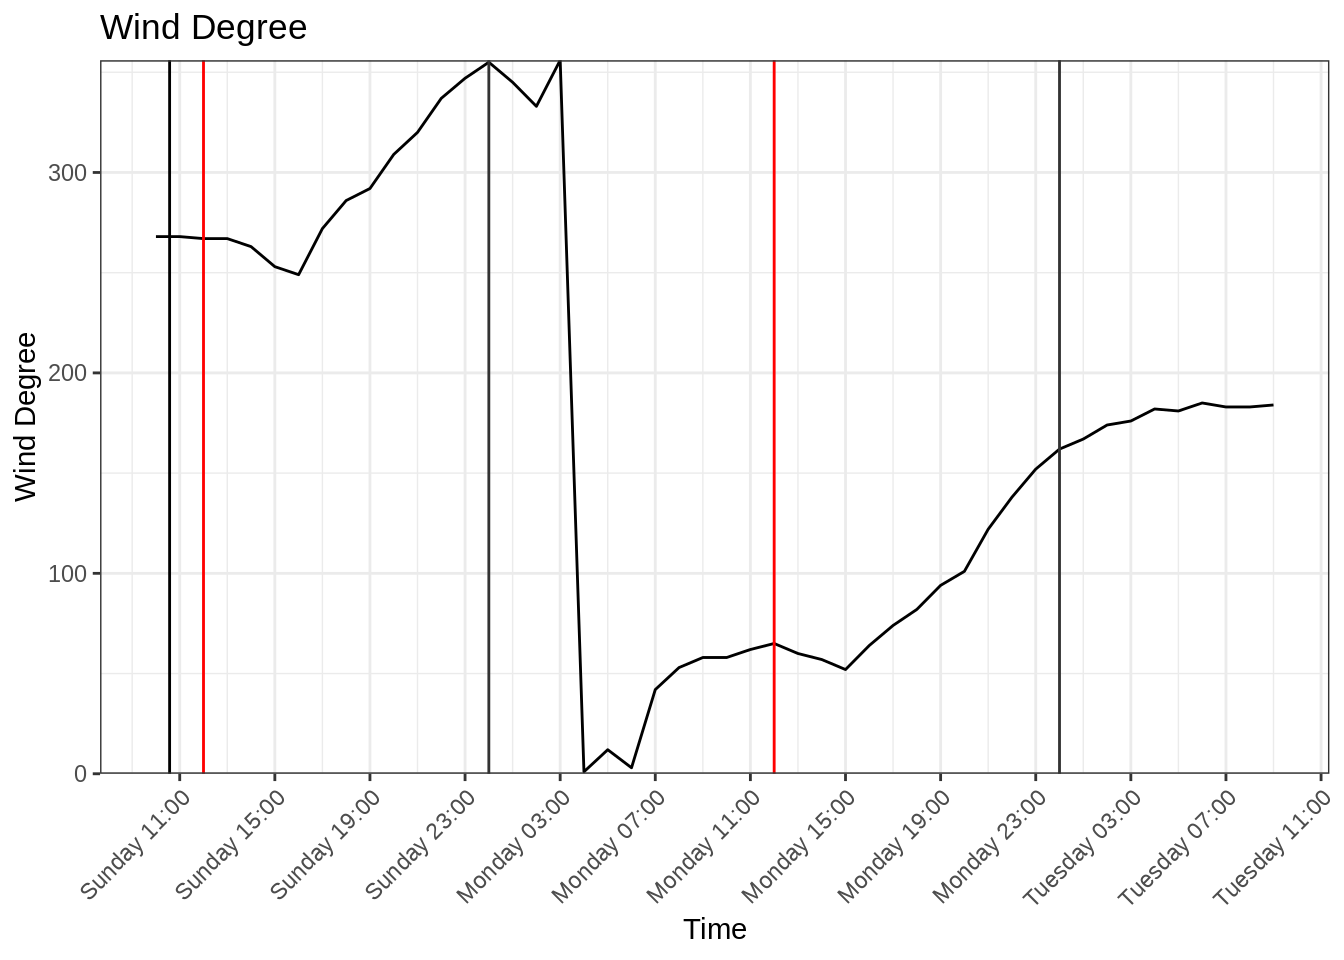 Wind Degree
Wind Degree
300
200
100
0
Sunday 11:00
Sunday 15:00
Sunday 19:00
Sunday 23:00
Monday 03:00
Monday 07:00
Monday 11:00
Monday 15:00
Monday 19:00
Monday 23:00
Tuesday 03:00
Tuesday 07:00
Tuesday 11:00
Time